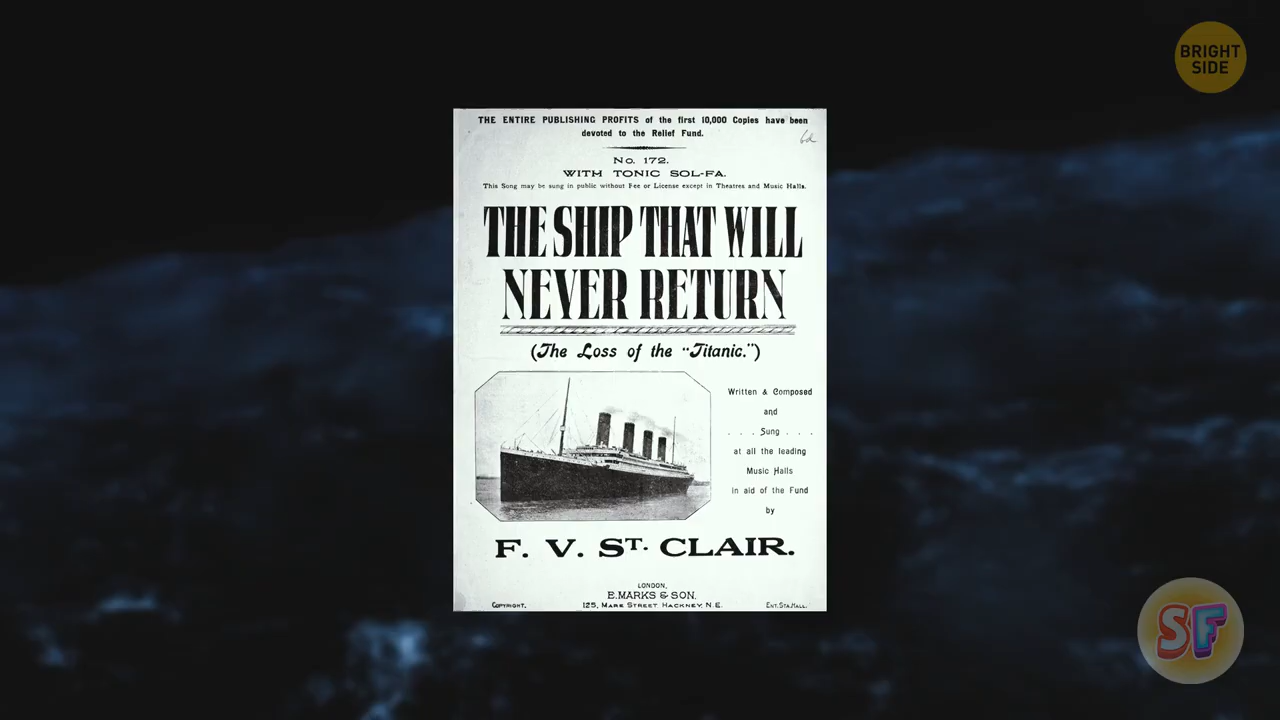 BRIGHT
SIDE
THE ENTIRE PUBLISHING PROFITS of the first 10,000 Copies have been
devoted to the Relief Fund.
6d
No. 172.
WITH TONIC SOL-FA.
This Song may be sung in public without Fee or License except in Theatres and Music Halls.
THE SHIP THAT WILL
NEVER RETURN
(The Loss of the "Titanic.")
Written & Composed
and
. . . Sung . . .
at all the leading
Music Halls
in aid of the Fund
by
F. V. ST. CLAIR.
LONDON,
B. MARKS & SON,
Copyright. 125, Mare Street, Hackney, N.E. Ent. Sta. Hall.
SF